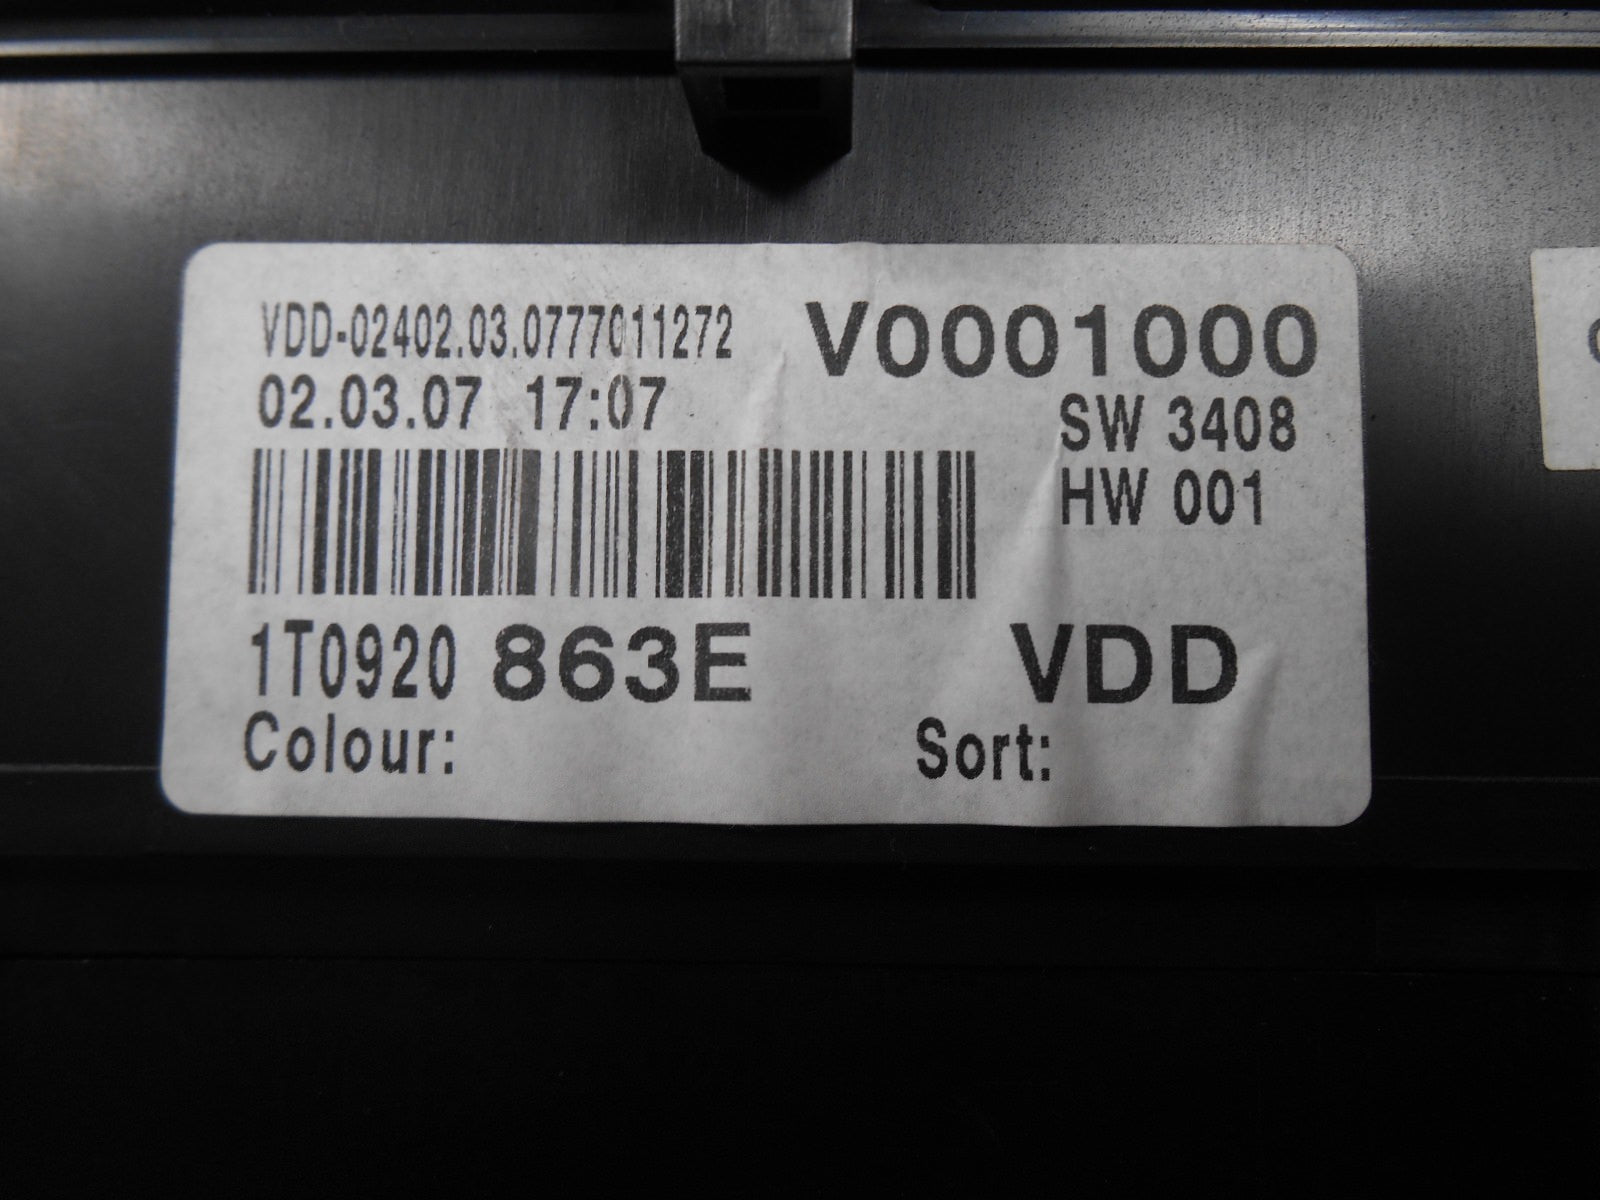 VDD-02402.03.0777011272 V0001000
02.03.07 17:07 SW 3408
HW 001
1T0920 863E VDD
Colour: Sort: